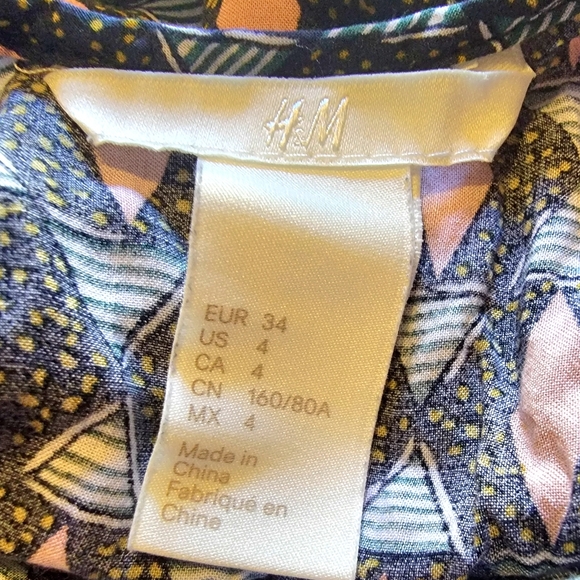 H&M
EUR 34
US 4
CA 4
CN 160/80A
MX 4
Made in
China
Fabriqué en
Chine